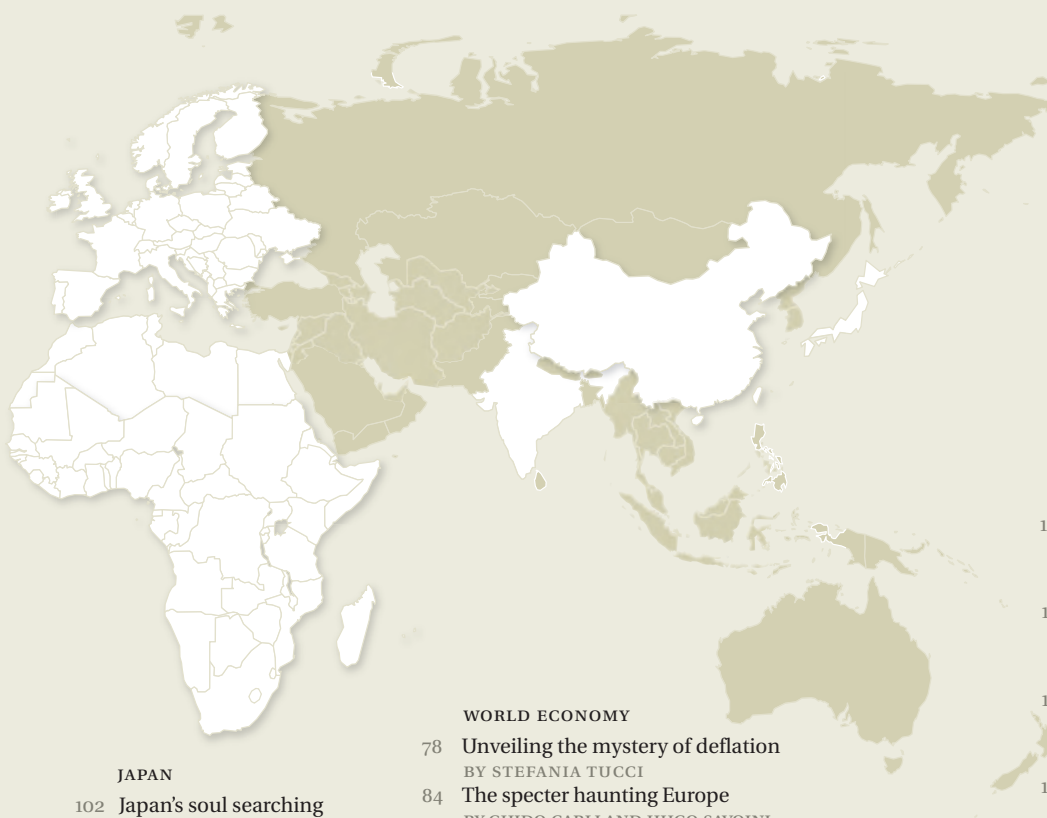 JAPAN
102 Japan's soul searching
WORLD ECONOMY
78 Unveiling the mystery of deflation
BY STEFANIA TUCCI
84 The specter haunting Europe